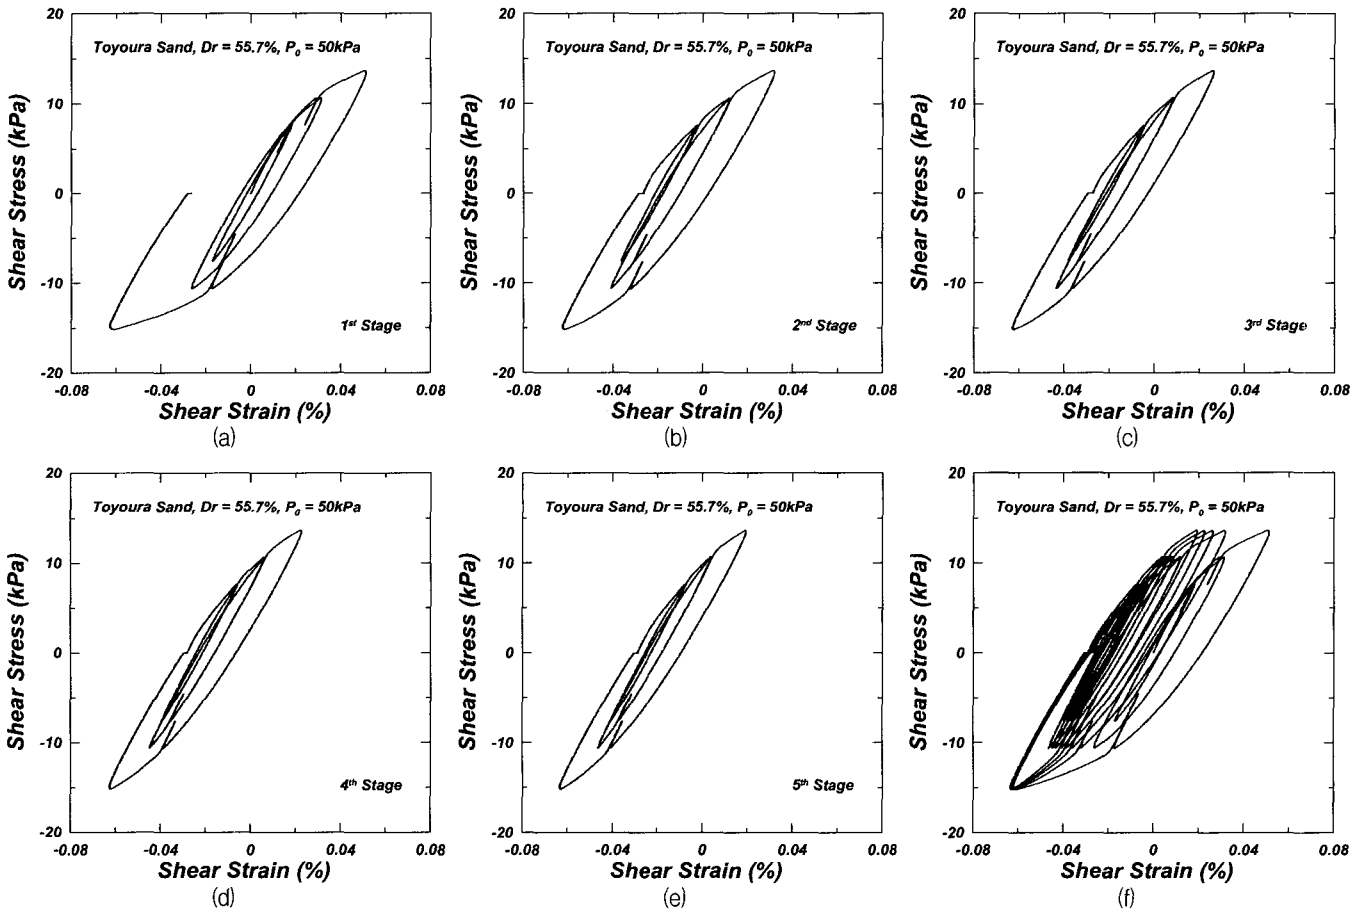 20
10
0
-10
-20
Shear Stress (kPa)
Toyoura Sand, Dr = 55.7%, P0 = 50kPa
1st Stage
-0.08
-0.04
0
0.04
0.08
Shear Strain (%)
(a)
20
10
0
-10
-20
Shear Stress (kPa)
Toyoura Sand, Dr = 55.7%, P0 = 50kPa
2nd Stage
-0.08
-0.04
0
0.04
0.08
Shear Strain (%)
(b)
20
10
0
-10
-20
Shear Stress (kPa)
Toyoura Sand, Dr = 55.7%, P0 = 50kPa
3rd Stage
-0.08
-0.04
0
0.04
0.08
Shear Strain (%)
(c)
20
10
0
-10
-20
Shear Stress (kPa)
Toyoura Sand, Dr = 55.7%, P0 = 50kPa
4th Stage
-0.08
-0.04
0
0.04
0.08
Shear Strain (%)
(d)
20
10
0
-10
-20
Shear Stress (kPa)
Toyoura Sand, Dr = 55.7%, P0 = 50kPa
5th Stage
-0.08
-0.04
0
0.04
0.08
Shear Strain (%)
(e)
20
10
0
-10
-20
Shear Stress (kPa)
Toyoura Sand, Dr = 55.7%, P0 = 50kPa
-0.08
-0.04
0
0.04
0.08
Shear Strain (%)
(f)